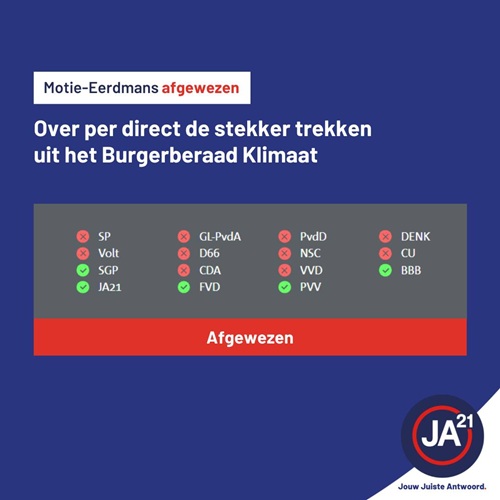 Motie-Eerdmans afgewezen
Over per direct de stekker trekken
uit het Burgerberaad Klimaat
SP GL-PvdA PvdD DENK
Volt D66 NSC CU
SGP CDA VVD BBB
JA21 FVD PVV
Afgewezen
JA21
Jouw Juiste Antwoord.